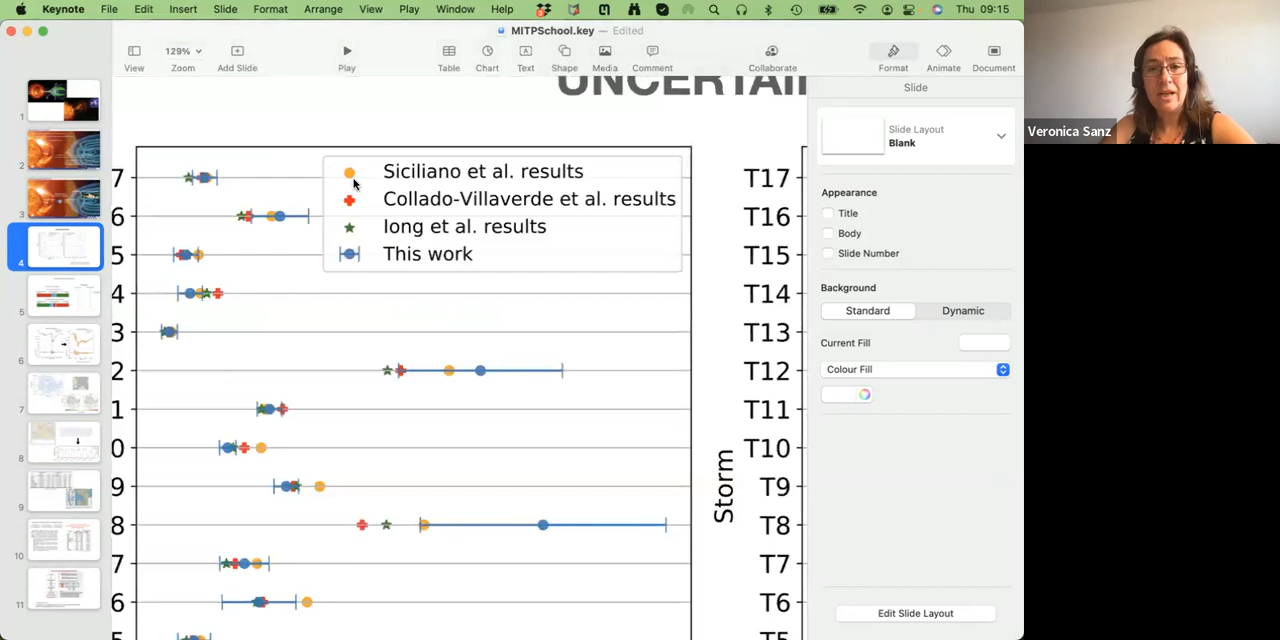 Keynote File Edit Insert Slide Format Arrange View Play Window Help Thu 09:15
MITPSchool.key — Edited
129%
View Zoom Add Slide Play Table Chart Text Shape Media Comment Collaborate Format Animate Document
UNCERTAI
Slide
Slide Layout
Blank
Appearance
Title
Body
Slide Number
Background
Standard Dynamic
Current Fill
Colour Fill
Edit Slide Layout
Siciliano et al. results
Collado-Villaverde et al. results
Iong et al. results
This work
7
6
5
4
3
2
1
0
9
8
7
6
5
Storm
T17
T16
T15
T14
T13
T12
T11
T10
T9
T8
T7
T6
T5
1
2
3
4
5
6
7
8
9
10
11
Veronica Sanz